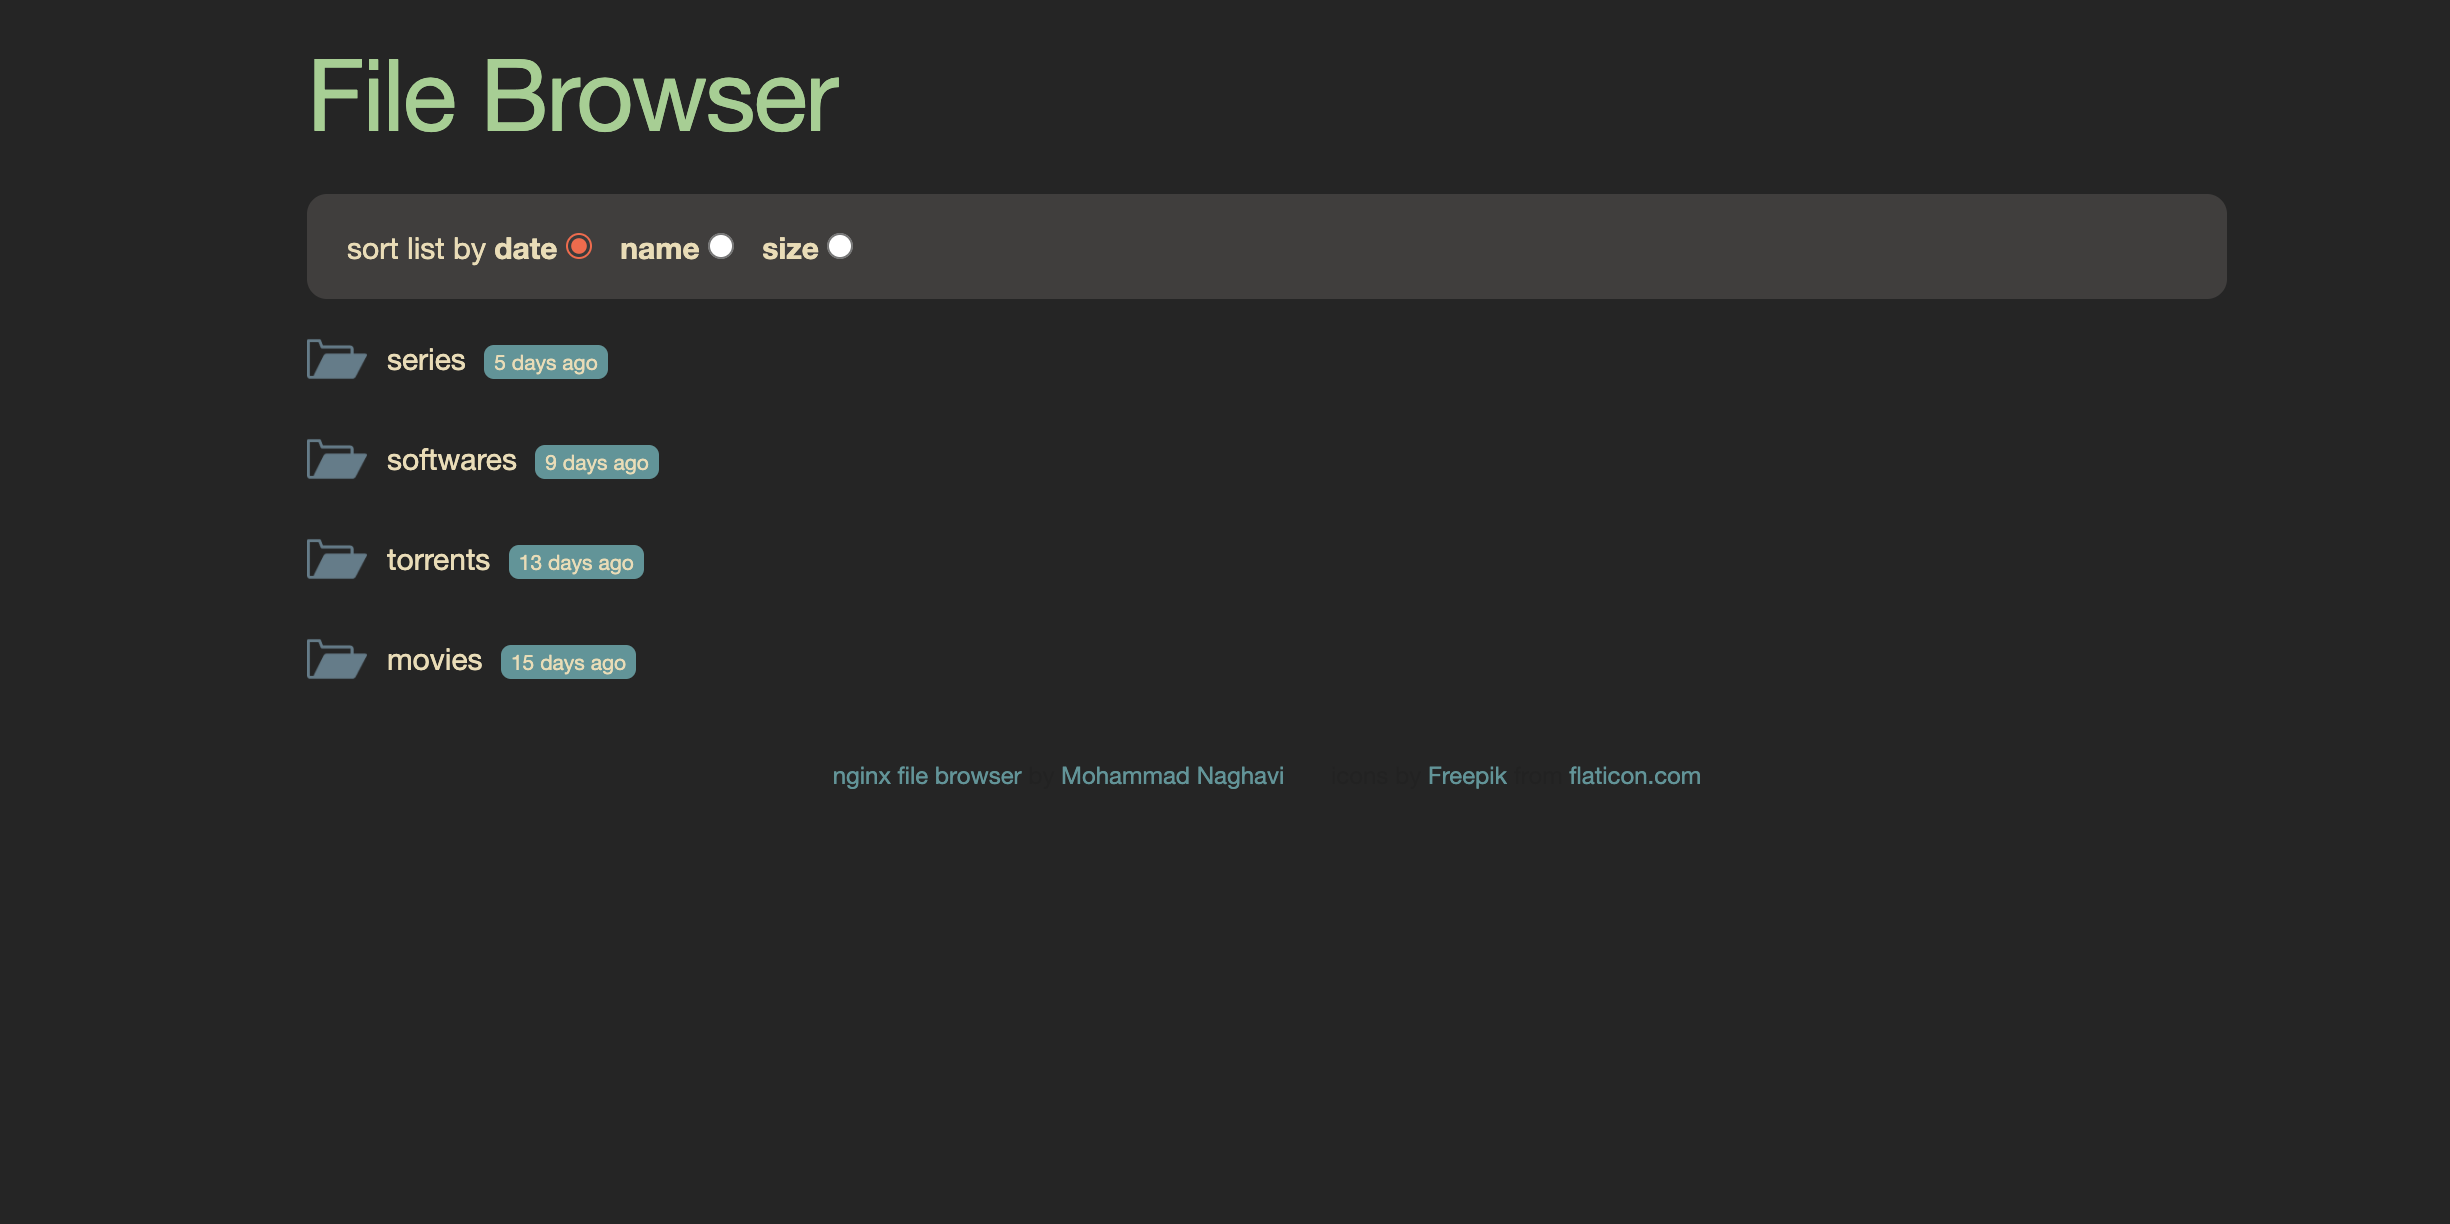 File Browser
sort list by date name size
series 5 days ago
softwares 9 days ago
torrents 13 days ago
movies 15 days ago
nginx file browser by Mohammad Naghavi icons by Freepik from flaticon.com